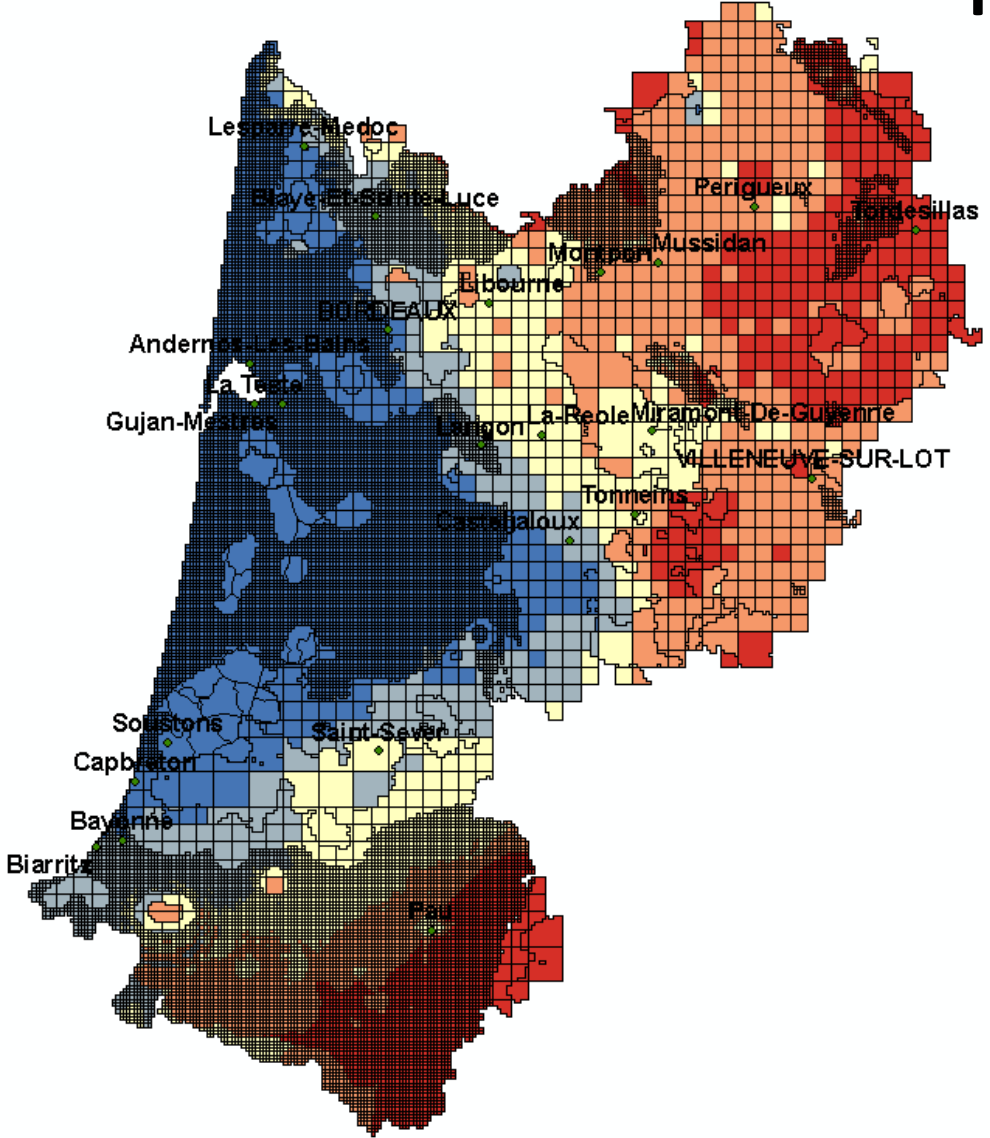 Lesparre-Medoc
Blaye-Et-Sainte-Luce
Perigueux
Tordesillas
Montpon
Mussidan
Libourne
BORDEAUX
Andernos-Les-Bains
La Teste
Gujan-Mestras
Langon
La-Reole
Miramont-De-Guyenne
VILLENEUVE-SUR-LOT
Tonneins
Casteljaloux
Soustons
Saint-Sever
Capbreton
Bayonne
Biarritz
Pau